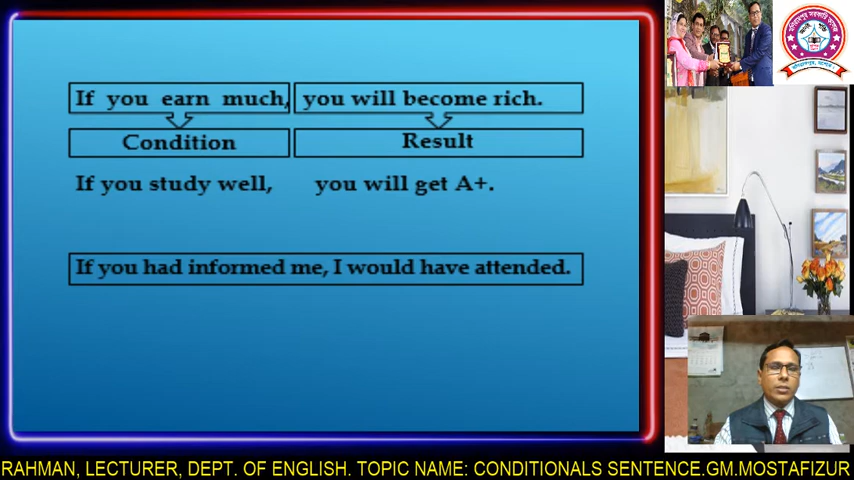 If you earn much, you will become rich.
Condition Result
If you study well, you will get A+.
If you had informed me, I would have attended.
RAHMAN, LECTURER, DEPT. OF ENGLISH. TOPIC NAME: CONDITIONALS SENTENCE.GM.MOSTAFIZUR